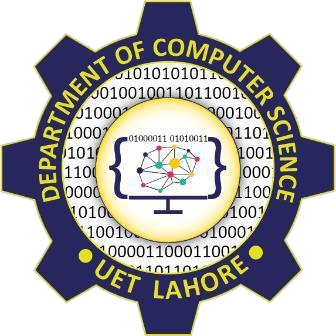 DEPARTMENT OF COMPUTER SCIENCE
01000011 01010011
UET LAHORE